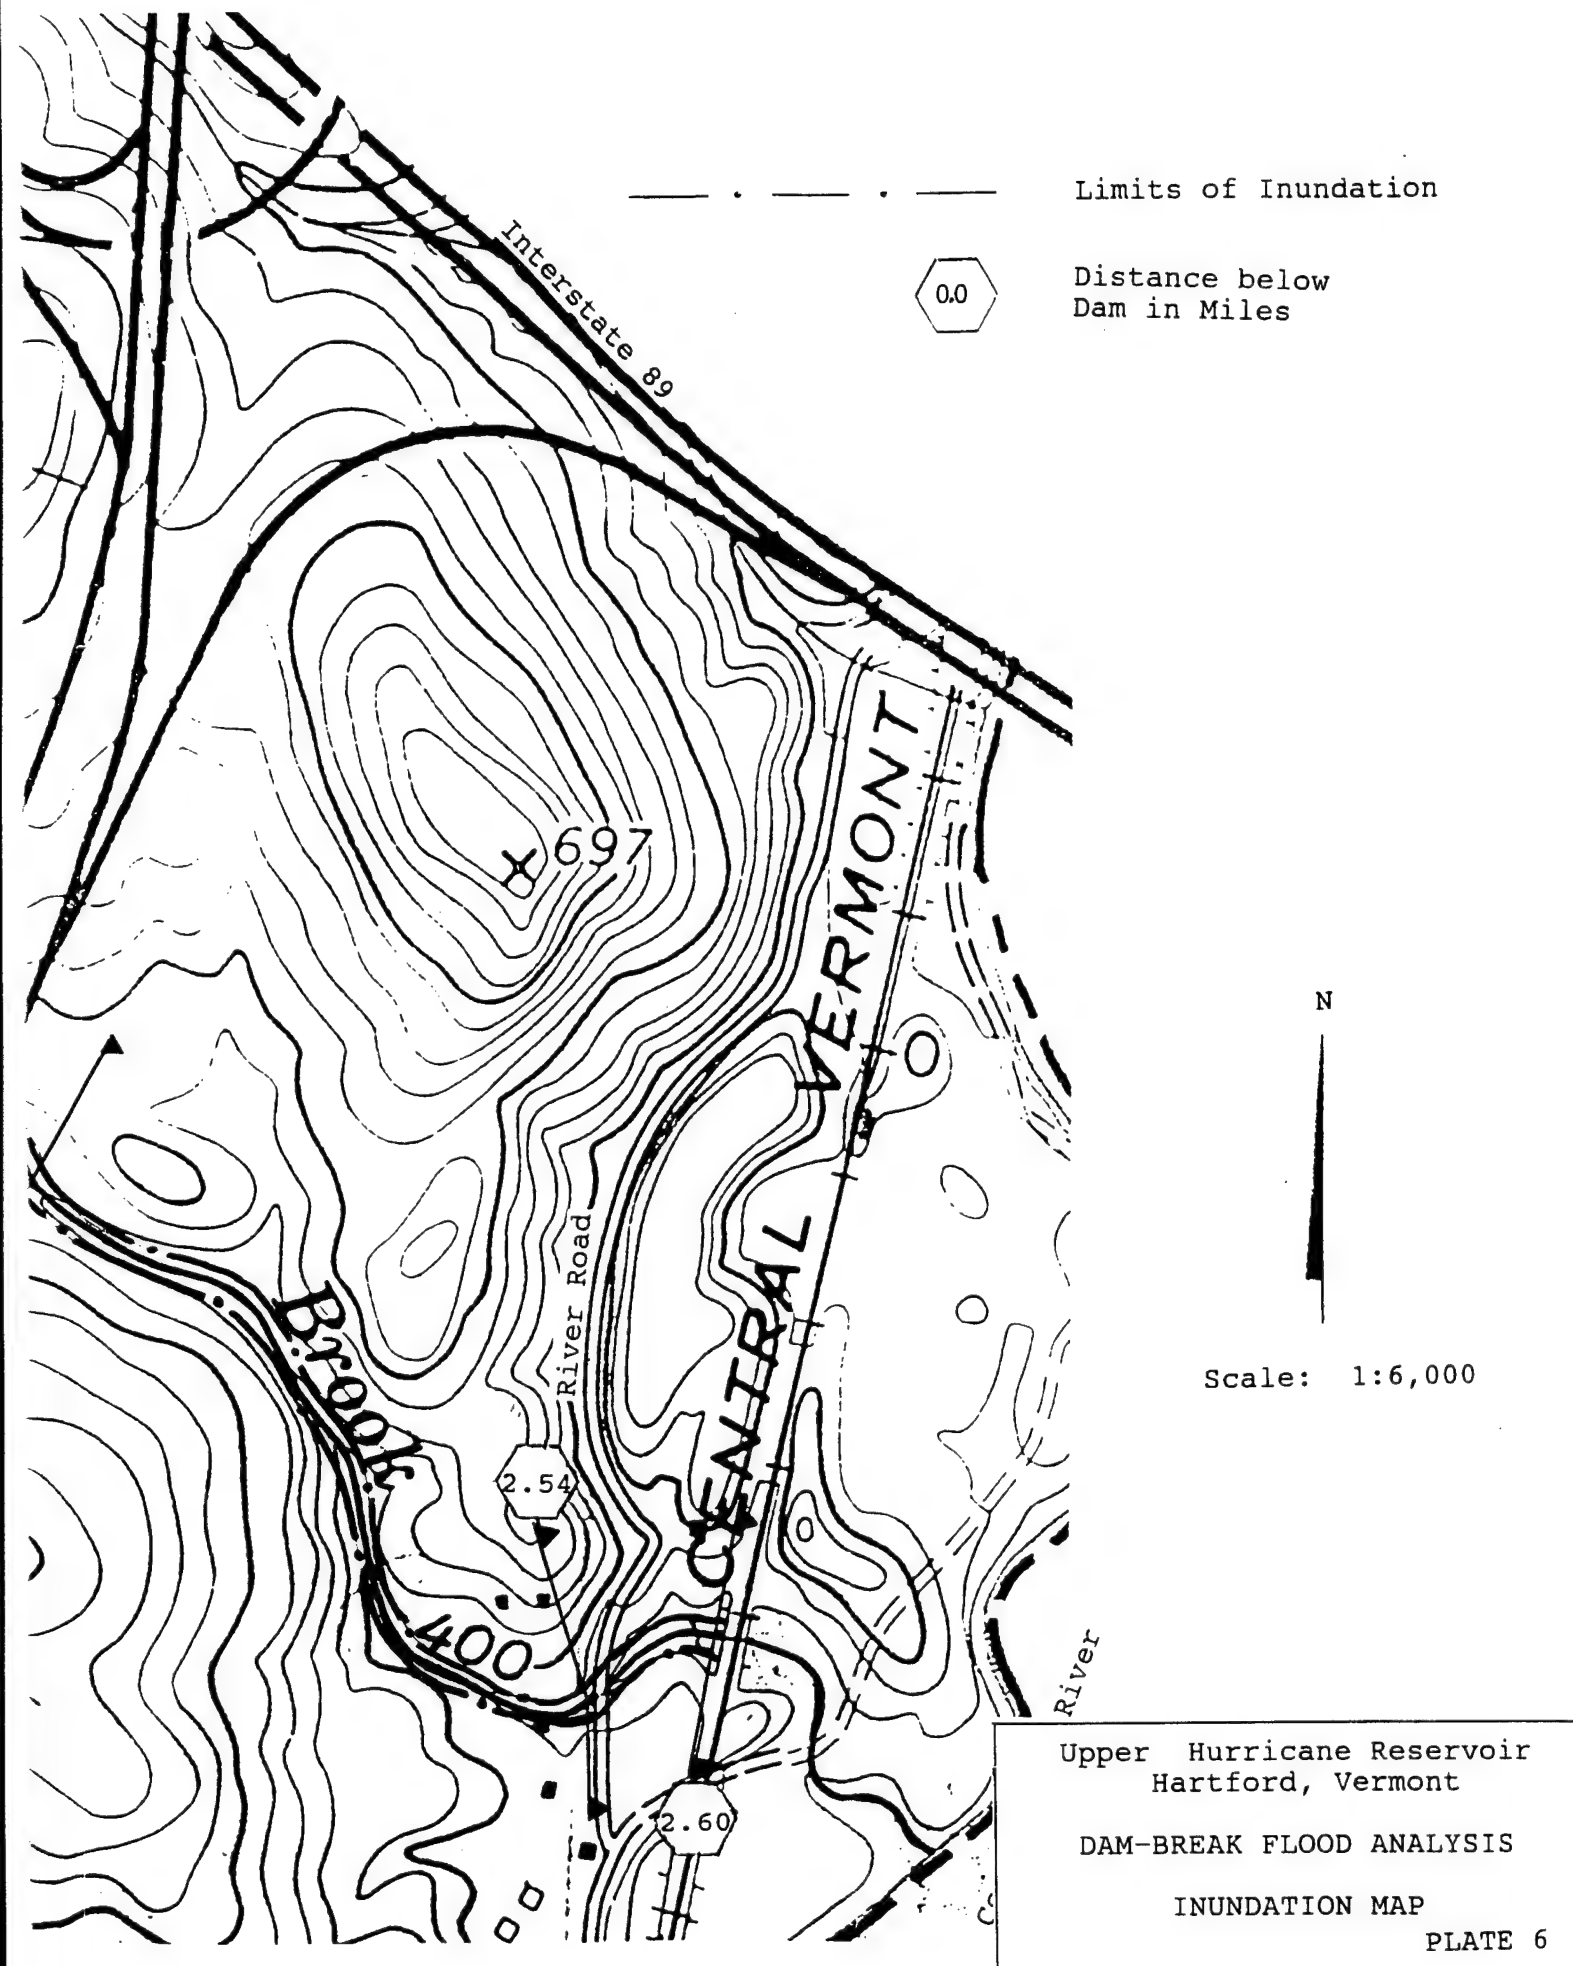 Limits of Inundation
0.0
Distance below
Dam in Miles
Interstate 89
697
CENTRAL VERMONT
N
Scale: 1:6,000
River Road
Brook
2.54
400
River
2.60
Upper Hurricane Reservoir
Hartford, Vermont
DAM-BREAK FLOOD ANALYSIS
INUNDATION MAP
PLATE 6